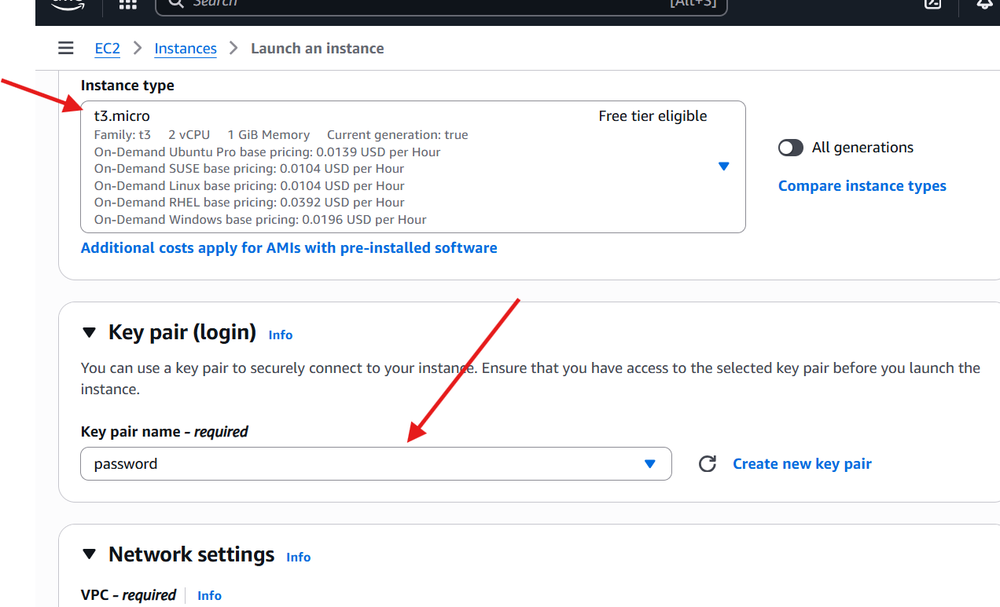 Search [Alt+S]
EC2 > Instances > Launch an instance
Instance type
t3.micro Free tier eligible
Family: t3 2 vCPU 1 GiB Memory Current generation: true
On-Demand Ubuntu Pro base pricing: 0.0139 USD per Hour
On-Demand SUSE base pricing: 0.0104 USD per Hour
On-Demand Linux base pricing: 0.0104 USD per Hour
On-Demand RHEL base pricing: 0.0392 USD per Hour
On-Demand Windows base pricing: 0.0196 USD per Hour
All generations
Compare instance types
Additional costs apply for AMIs with pre-installed software
Key pair (login) Info
You can use a key pair to securely connect to your instance. Ensure that you have access to the selected key pair before you launch the
instance.
Key pair name - required
password
Create new key pair
Network settings Info
VPC - required Info